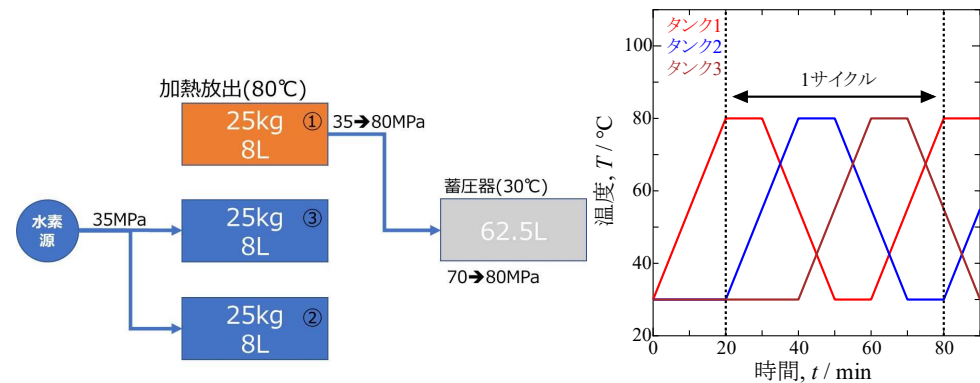 加熱放出(80℃)
25kg ①
8L
35➔80MPa
水素
源
35MPa
25kg ③
8L
蓄圧器(30℃)
62.5L
70➔80MPa
25kg ②
8L
タンク1
タンク2
タンク3
1サイクル
温度, T / °C
100
80
60
40
20
0 20 40 60 80
時間, t / min